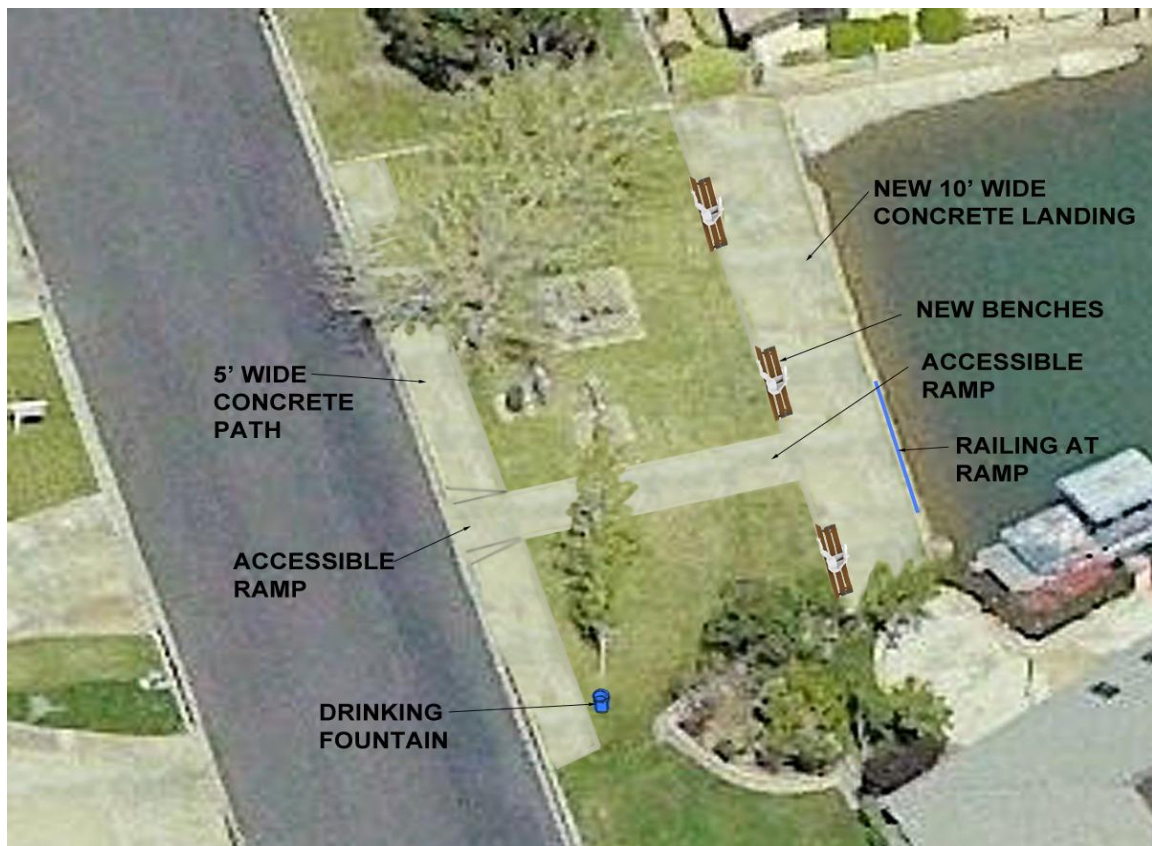 NEW 10' WIDE
CONCRETE LANDING
NEW BENCHES
ACCESSIBLE
RAMP
5' WIDE
CONCRETE
PATH
RAILING AT
RAMP
ACCESSIBLE
RAMP
DRINKING
FOUNTAIN